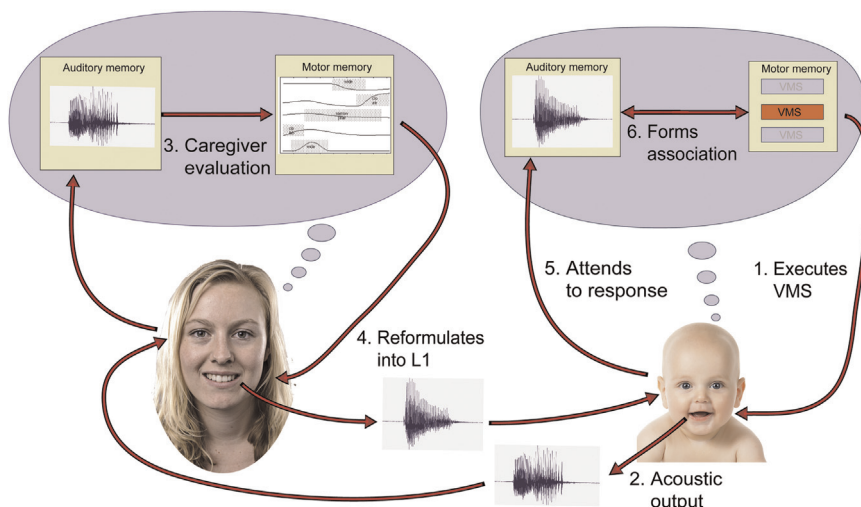 Auditory memory
Motor memory
3. Caregiver
evaluation
Auditory memory
Motor memory
VMS
VMS
VMS
6. Forms
association
5. Attends
to response
1. Executes
VMS
4. Reformulates
into L1
2. Acoustic
output